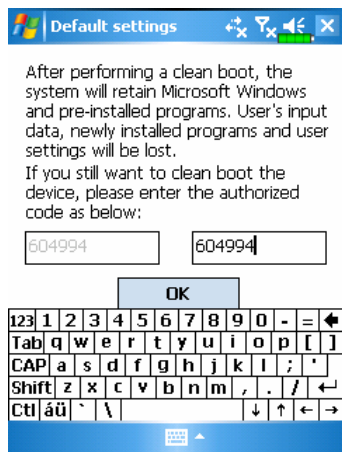 Default settings
After performing a clean boot, the
system will retain Microsoft Windows
and pre-installed programs. User's input
data, newly installed programs and user
settings will be lost.
If you still want to clean boot the
device, please enter the authorized
code as below:
604994 604994
OK
123 1 2 3 4 5 6 7 8 9 0 - = 🡄
Tab q w e r t y u i o p [ ]
CAP a s d f g h j k l ; '
Shift z x c v b n m , . / ↵
Ctl áü ` \ ↓ ↑ ← →